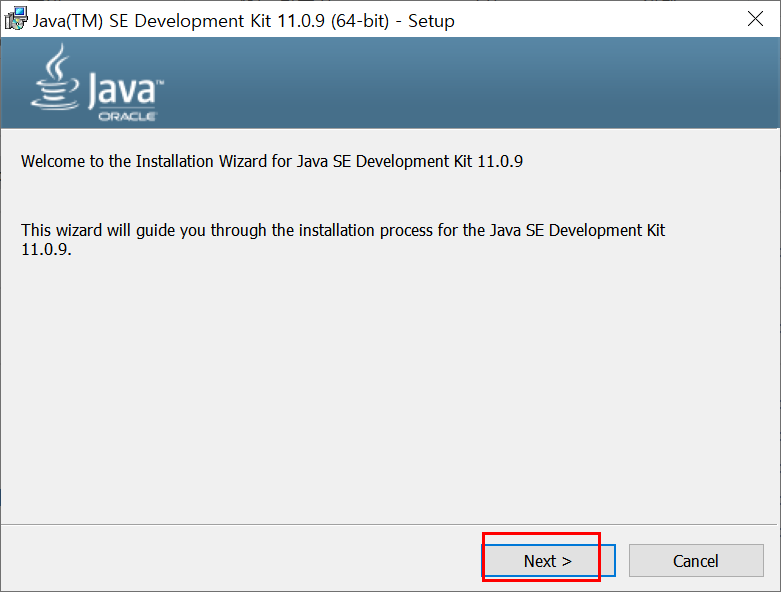 Java(TM) SE Development Kit 11.0.9 (64-bit) - Setup
Java™
ORACLE
Welcome to the Installation Wizard for Java SE Development Kit 11.0.9
This wizard will guide you through the installation process for the Java SE Development Kit
11.0.9.
Next >
Cancel